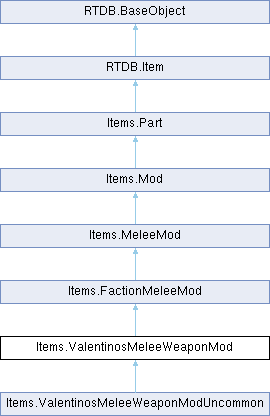 RTDB.BaseObject
RTDB.Item
Items.Part
Items.Mod
Items.MeleeMod
Items.FactionMeleeMod
Items.ValentinosMeleeWeaponMod
Items.ValentinosMeleeWeaponModUncommon